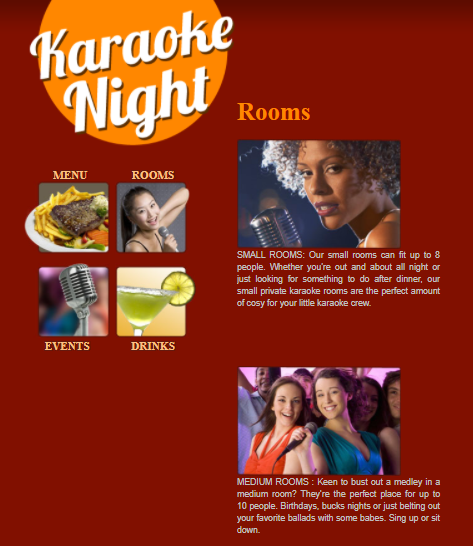 Karaoke
Night
Rooms
MENU
ROOMS
EVENTS
DRINKS
SMALL ROOMS: Our small rooms can fit up to 8
people. Whether you're out and about all night or
just looking for something to do after dinner, our
small private karaoke rooms are the perfect amount
of cosy for your little karaoke crew.
MEDIUM ROOMS : Keen to bust out a medley in a
medium room? They're the perfect place for up to
10 people. Birthdays, bucks nights or just belting out
your favorite ballads with some babes. Sing up or sit
down.